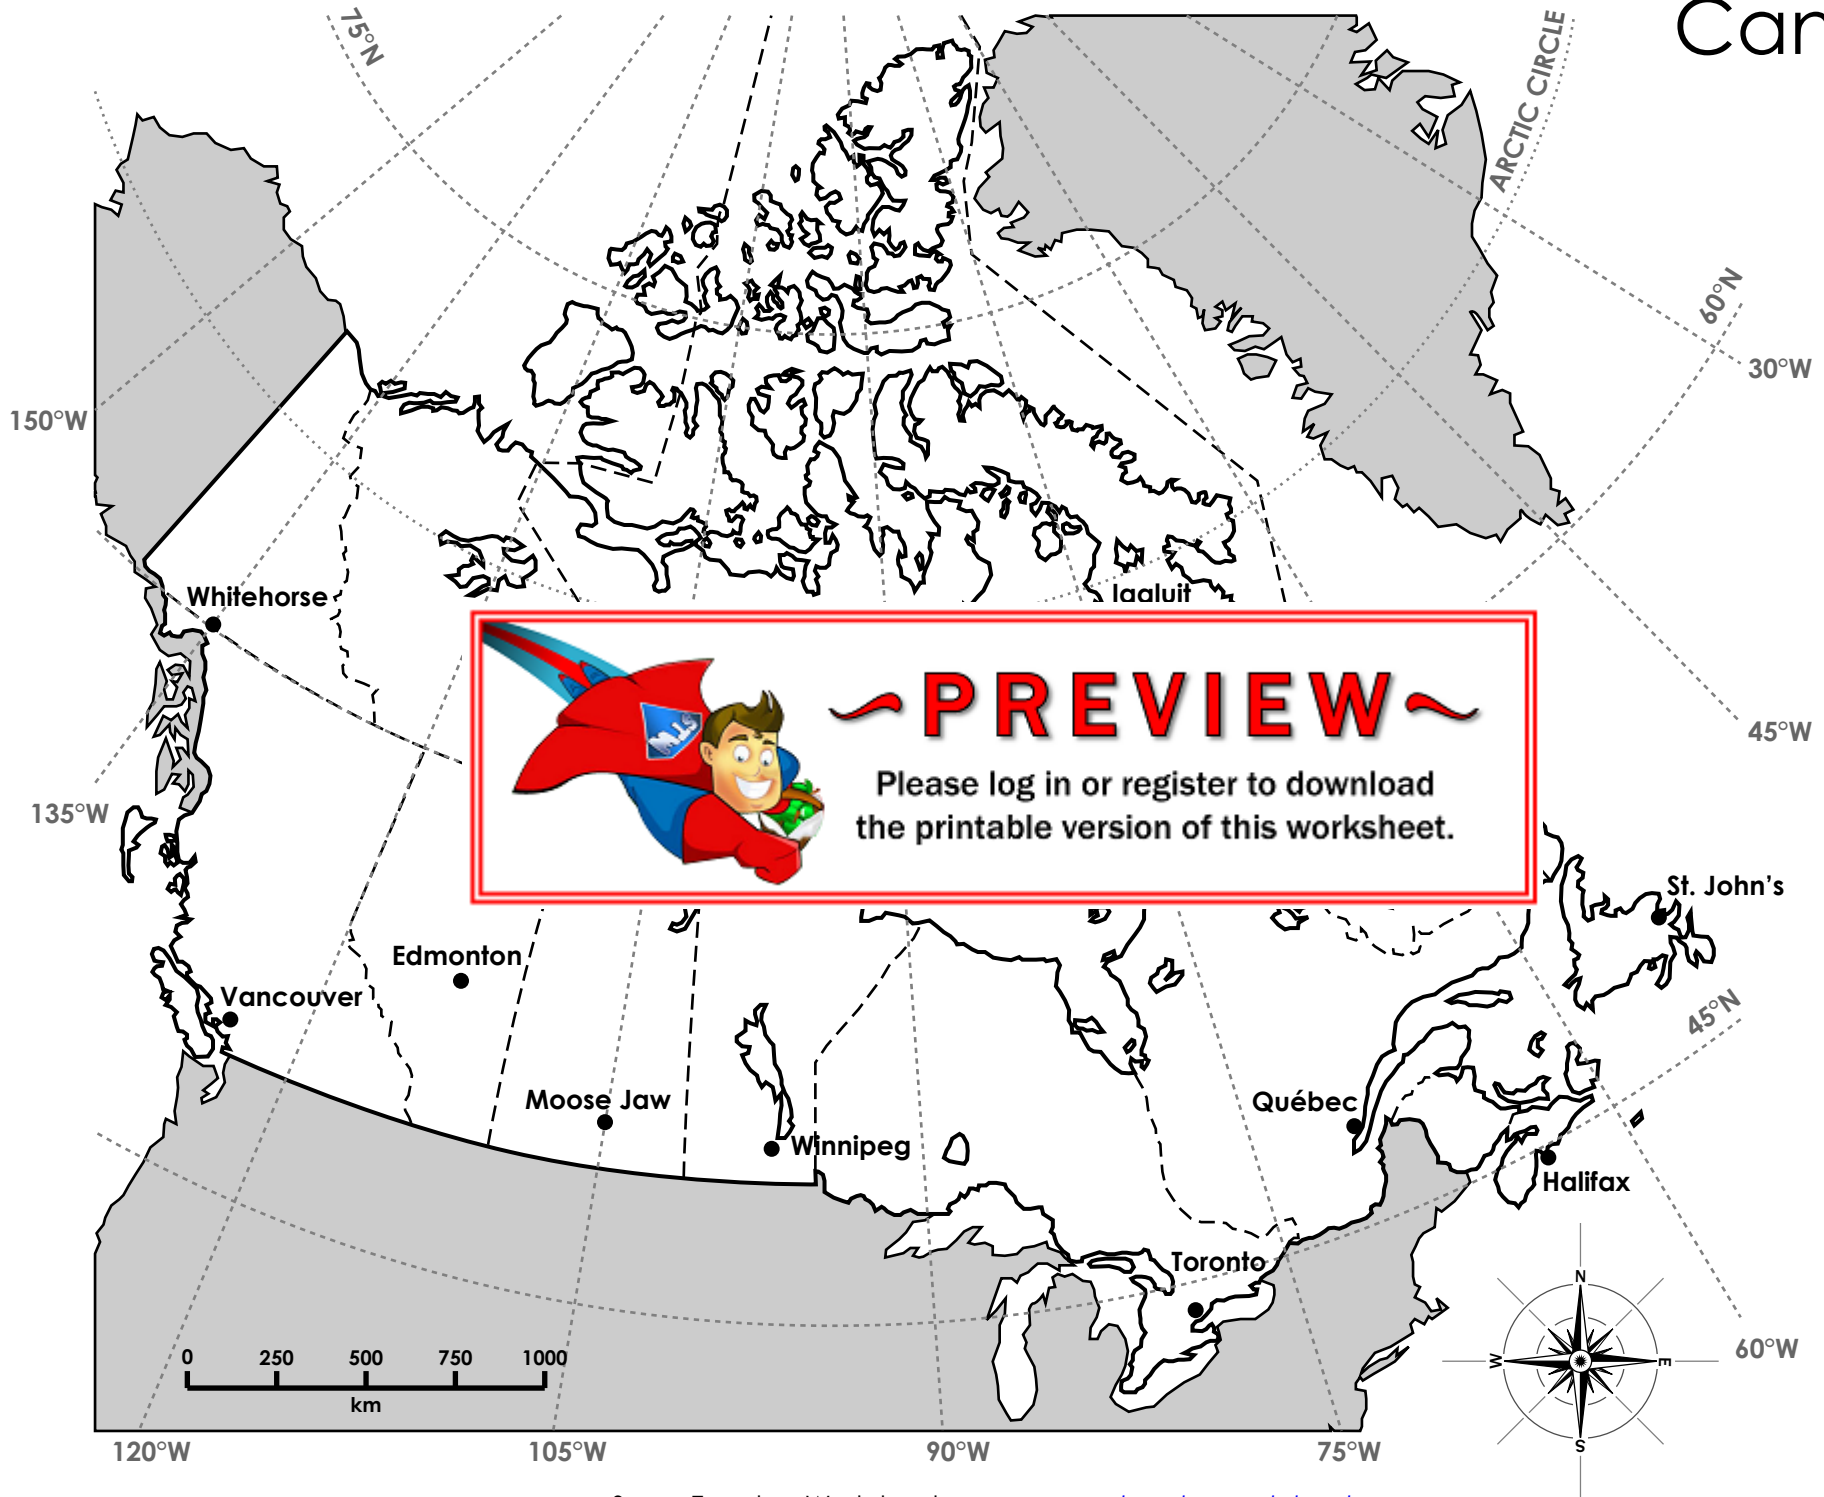 Can
75°N
ARCTIC CIRCLE
60°N
30°W
150°W
Whitehorse
Iqaluit
PREVIEW
Please log in or register to download
the printable version of this worksheet.
45°W
135°W
St. John's
Edmonton
Vancouver
45°N
Moose Jaw
Québec
Winnipeg
Halifax
Toronto
N
W E
S
0 250 500 750 1000
km
60°W
120°W 105°W 90°W 75°W